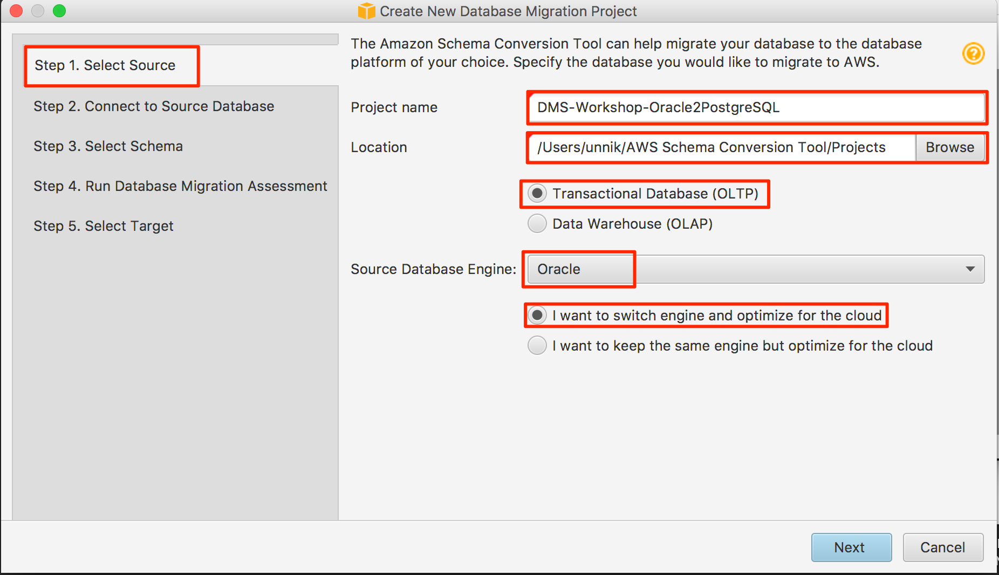 Create New Database Migration Project
Step 1. Select Source
Step 2. Connect to Source Database
Step 3. Select Schema
Step 4. Run Database Migration Assessment
Step 5. Select Target
The Amazon Schema Conversion Tool can help migrate your database to the database
platform of your choice. Specify the database you would like to migrate to AWS.
?
Project name
DMS-Workshop-Oracle2PostgreSQL
Location
/Users/unnik/AWS Schema Conversion Tool/Projects
Browse
Transactional Database (OLTP)
Data Warehouse (OLAP)
Source Database Engine:
Oracle
I want to switch engine and optimize for the cloud
I want to keep the same engine but optimize for the cloud
Next
Cancel